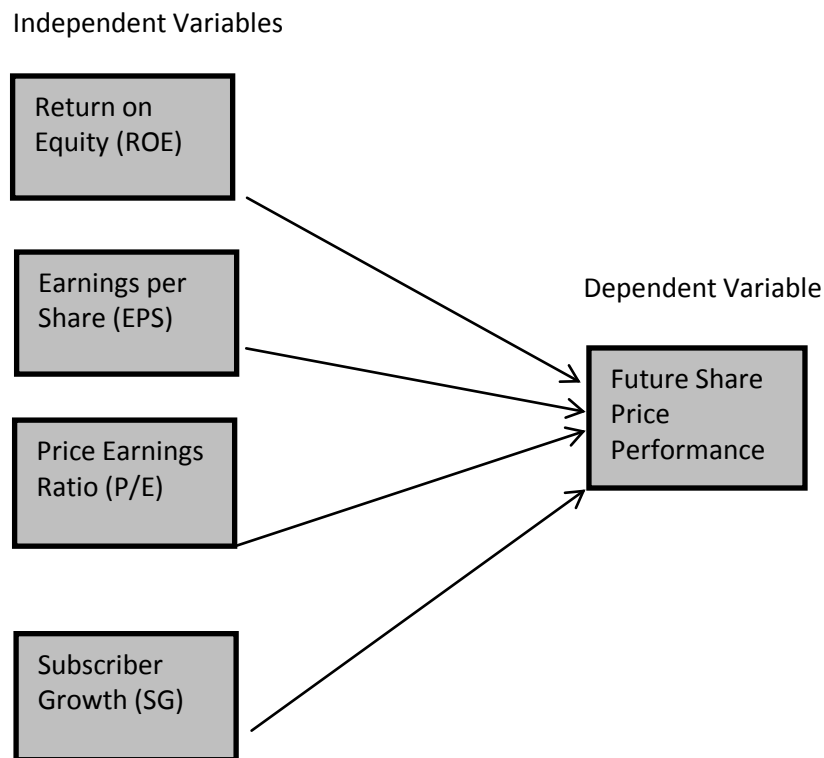 Independent Variables
Return on
Equity (ROE)
Earnings per
Share (EPS)
Price Earnings
Ratio (P/E)
Subscriber
Growth (SG)
Dependent Variable
Future Share
Price
Performance